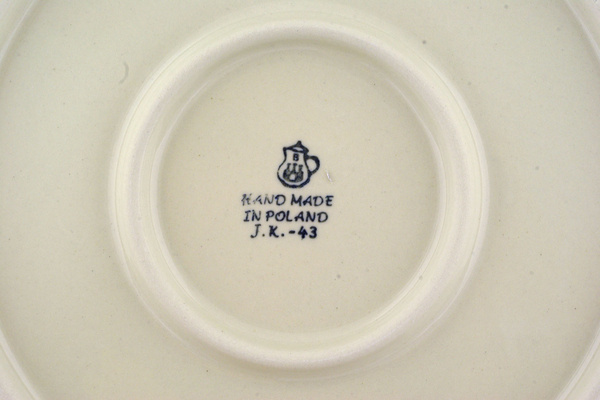 B
HAND MADE
IN POLAND
J.K.-43